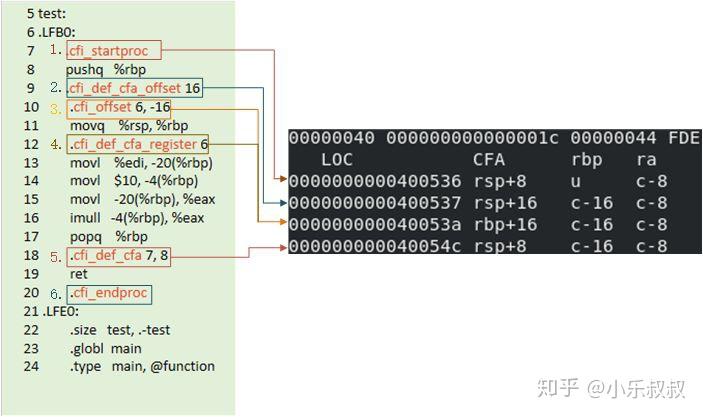 5 test:
6 .LFB0:
7 1. .cfi_startproc
8 pushq %rbp
9 2. .cfi_def_cfa_offset 16
10 3. .cfi_offset 6, -16
11 movq %rsp, %rbp
12 4. .cfi_def_cfa_register 6
13 movl %edi, -20(%rbp)
14 movl $10, -4(%rbp)
15 movl -20(%rbp), %eax
16 imull -4(%rbp), %eax
17 popq %rbp
18 5. .cfi_def_cfa 7, 8
19 ret
20 6. .cfi_endproc
21 .LFE0:
22 .size test, .-test
23 .globl main
24 .type main, @function
00000040 000000000000001c 00000044 FDE
LOC CFA rbp ra
0000000000400536 rsp+8 u c-8
0000000000400537 rsp+16 c-16 c-8
000000000040053a rbp+16 c-16 c-8
000000000040054c rsp+8 c-16 c-8
知乎 @小乐叔叔